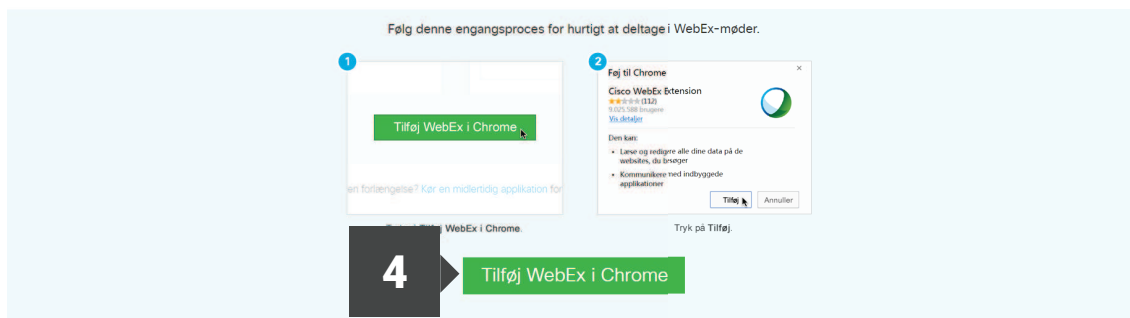 Følg denne engangsproces for hurtigt at deltage i WebEx-møder.
1
Tilføj WebEx i Chrome
en forlængelse? Kør en midlertidig applikation for
WebEx i Chrome.
2
Føj til Chrome
×
Cisco WebEx Extension
(112)
9.025.588 brugere
Vis detaljer
Den kan:
• Læse og redigere alle dine data på de
websites, du besøger
• Kommunikere med indbyggede
applikationer
Tilføj
Annuller
Tryk på Tilføj.
4
Tilføj WebEx i Chrome